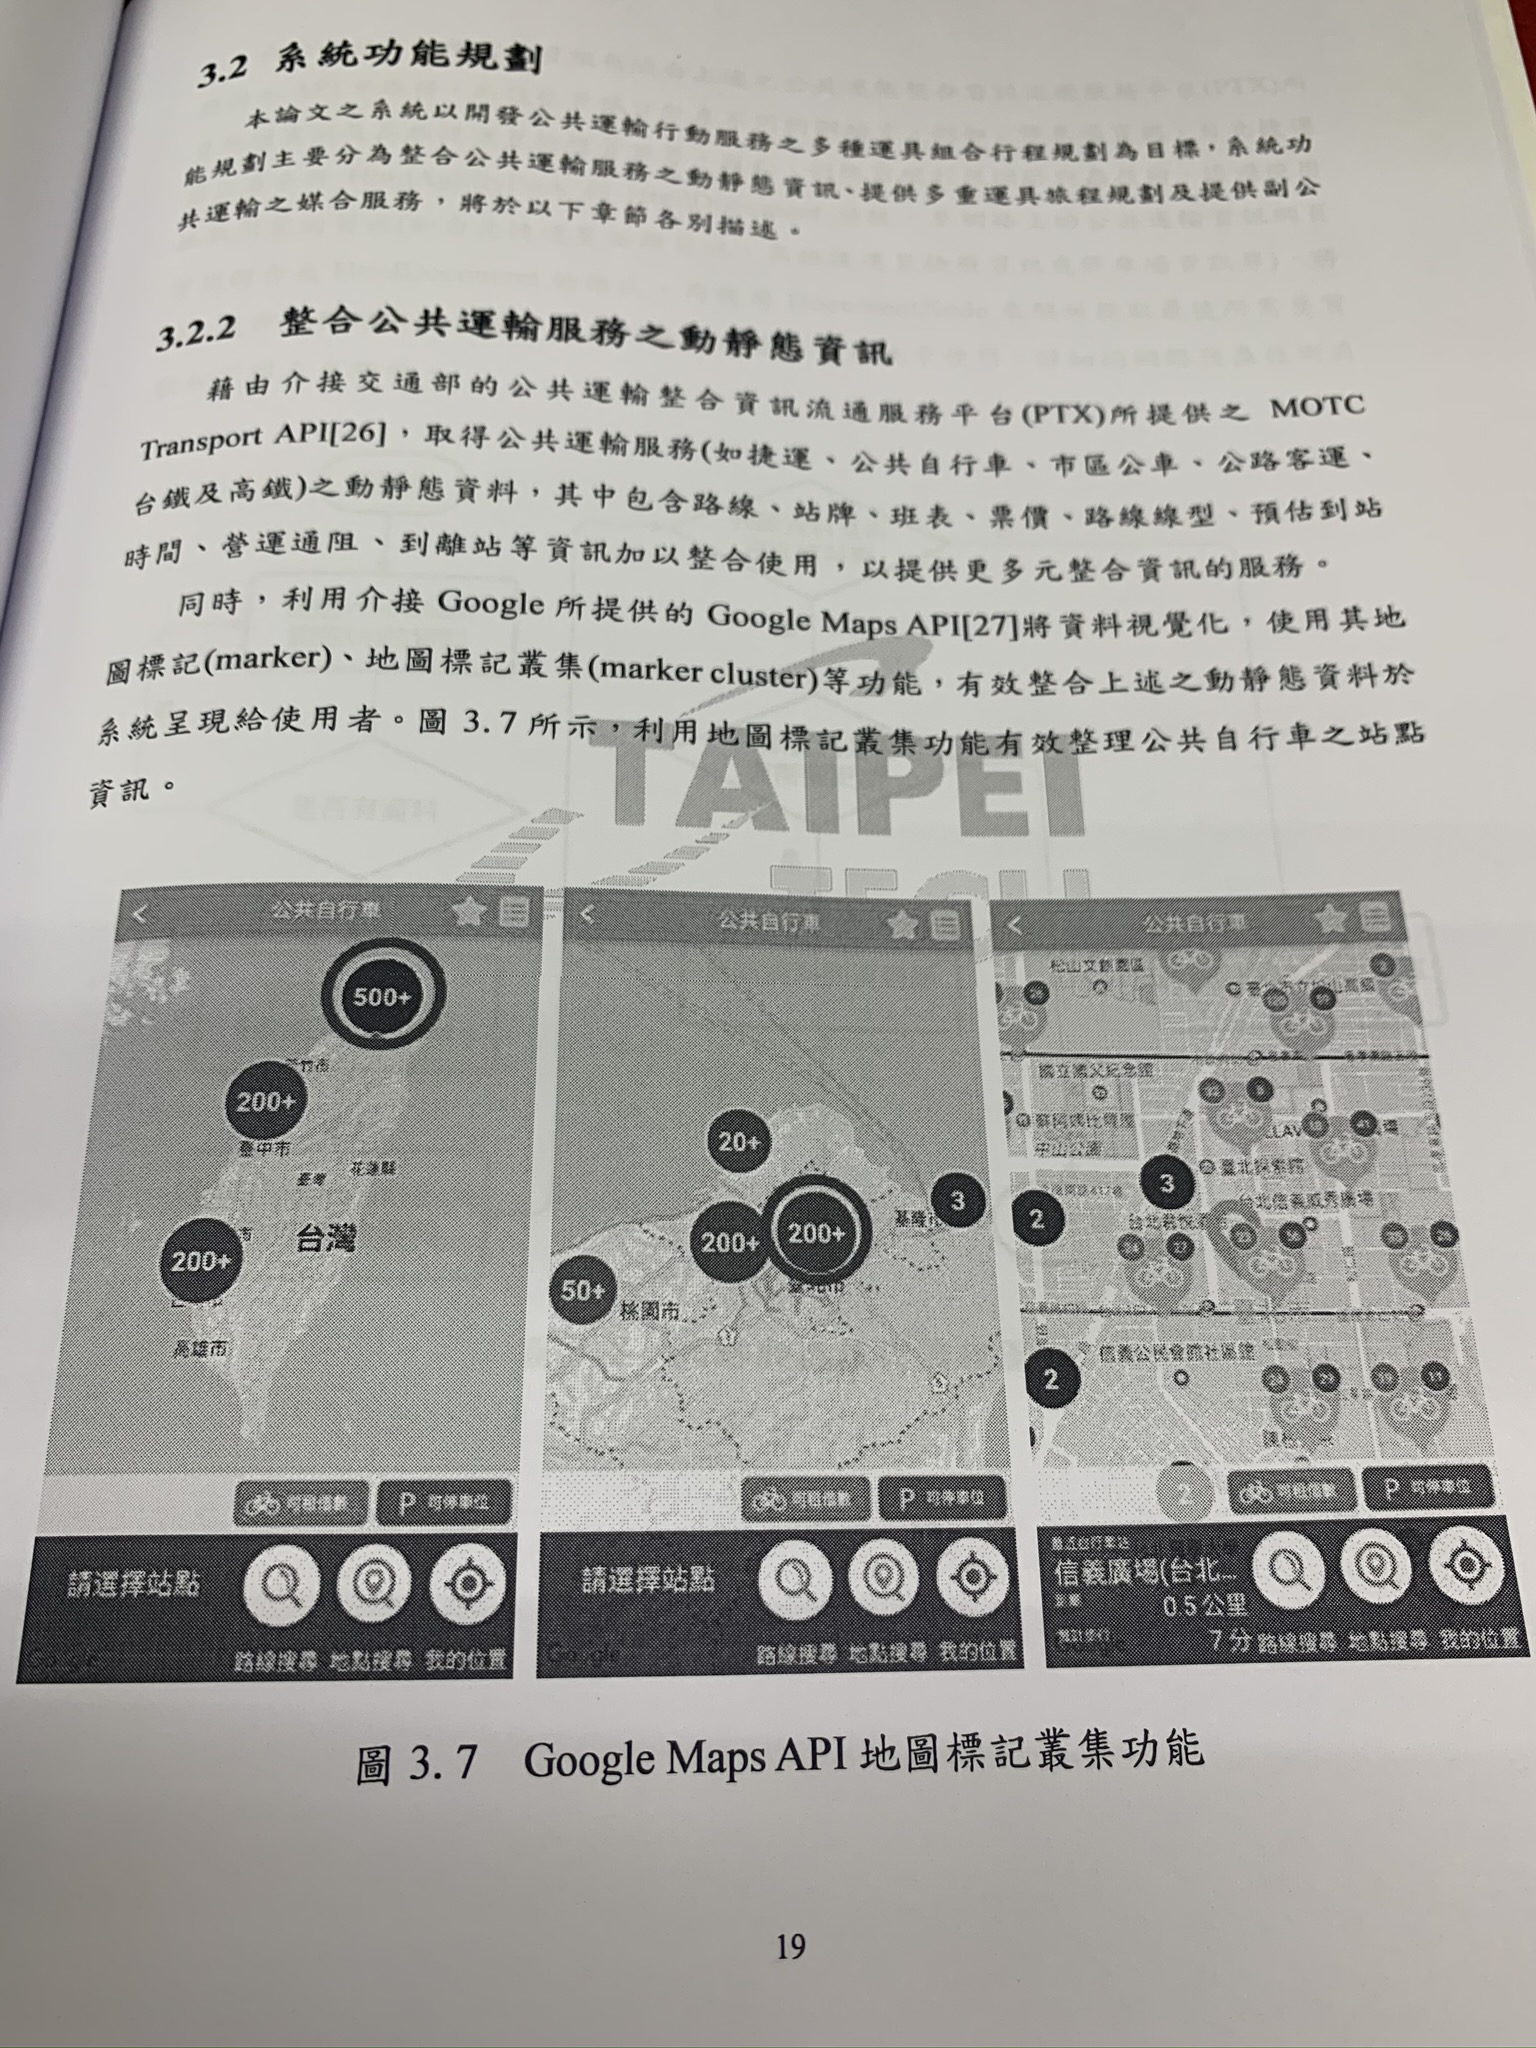 3.2 系統功能規劃
本論文之系統以開發公共運輸行動服務之多種運具組合行程規劃為目標，系統功
能規劃主要分為整合公共運輸服務之動靜態資訊、提供多重運具旅程規劃及提供副公
共運輸之媒合服務，將於以下章節各別描述。
3.2.2 整合公共運輸服務之動靜態資訊
藉由介接交通部的公共運輸整合資訊流通服務平台(PTX)所提供之 MOTC
Transport API[26]，取得公共運輸服務(如捷運、公共自行車、市區公車、公路客運、
台鐵及高鐵)之動靜態資料，其中包含路線、站牌、班表、票價、路線線型、預估到站
時間、營運通阻、到離站等資訊加以整合使用，以提供更多元整合資訊的服務。
同時，利用介接 Google 所提供的 Google Maps API[27]將資料視覺化，使用其地
圖標記(marker)、地圖標記叢集(marker cluster)等功能，有效整合上述之動靜態資料於
系統呈現給使用者。圖 3.7 所示，利用地圖標記叢集功能有效整理公共自行車之站點
資訊。
TAIPEI
TECH
公共自行車
500+
200+
臺中市
花蓮縣
臺灣
台灣
200+
高雄市
可租借數
P 可停車位
請選擇站點
Google
路線搜尋 地點搜尋 我的位置
公共自行車
20+
3
基隆市
200+
200+
50+
桃園市
可租借數
P 可停車位
請選擇站點
Google
路線搜尋 地點搜尋 我的位置
公共自行車
松山文創園區
國立國父紀念館
中山公園
臺北探索館
3
2
台北信義威秀廣場
信義公民會館社區館
2
2
可租借數
P 可停車位
最近自行車站
信義廣場(台北...
距離
0.5 公里
7 分
路線搜尋 地點搜尋 我的位置
圖 3.7 Google Maps API 地圖標記叢集功能
19